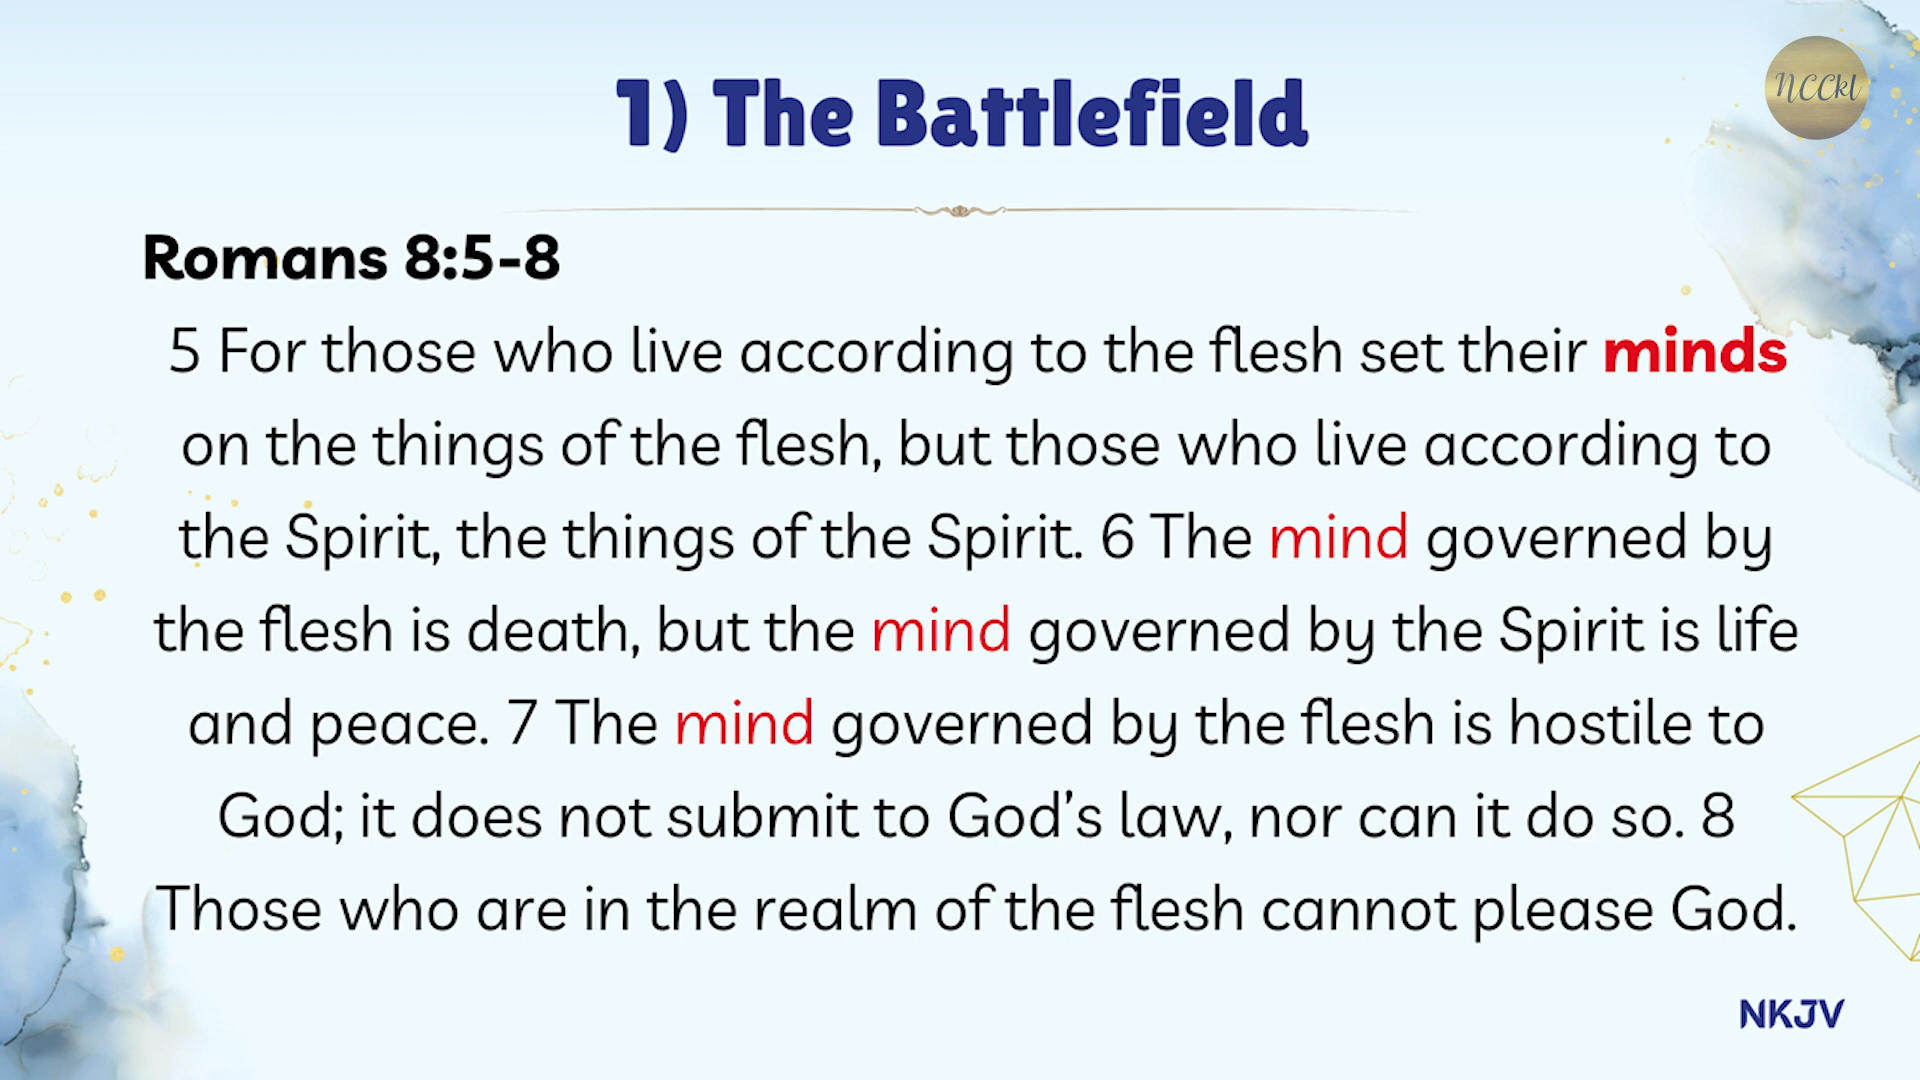 NCCkl
1) The Battlefield
Romans 8:5-8
5 For those who live according to the flesh set their minds
on the things of the flesh, but those who live according to
the Spirit, the things of the Spirit. 6 The mind governed by
the flesh is death, but the mind governed by the Spirit is life
and peace. 7 The mind governed by the flesh is hostile to
God; it does not submit to God’s law, nor can it do so. 8
Those who are in the realm of the flesh cannot please God.
NKJV